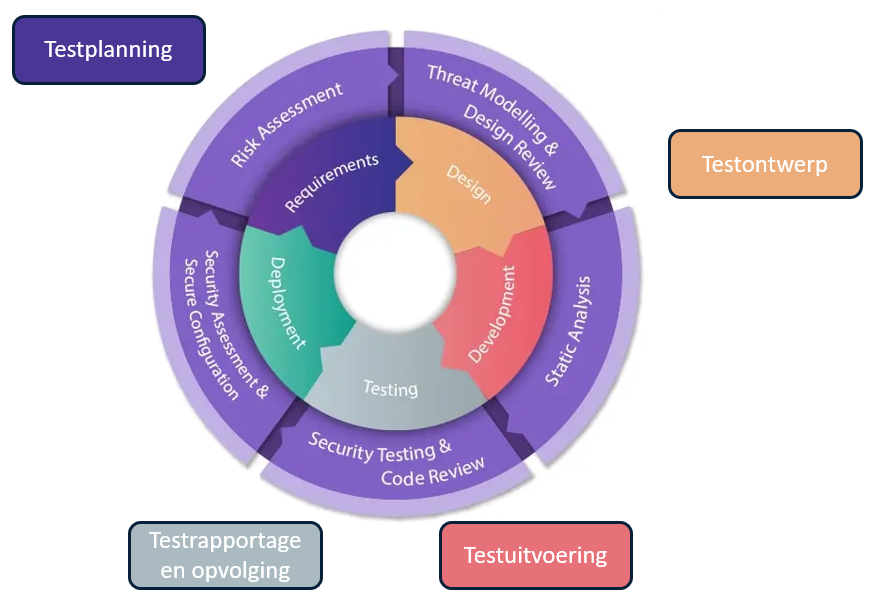 Testplanning
Risk Assessment
Threat Modelling &
Design Review
Testontwerp
Requirements
Design
Security Assessment &
Secure Configuration
Deployment
Development
Static Analysis
Testing
Security Testing &
Code Review
Testrapportage
en opvolging
Testuitvoering